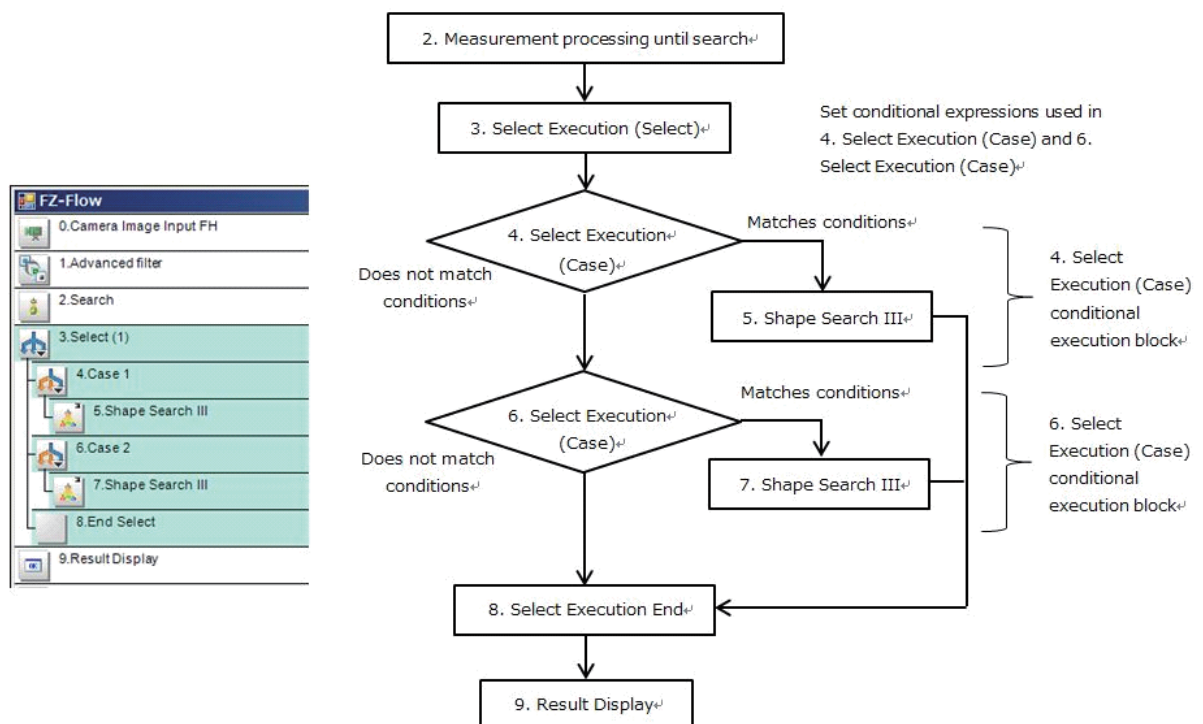 FZ-Flow
0.Camera Image Input FH
1.Advanced filter
2.Search
3.Select (1)
4.Case 1
5.Shape Search III
6.Case 2
7.Shape Search III
8.End Select
9.Result Display
2. Measurement processing until search↵
3. Select Execution (Select)↵
Set conditional expressions used in
4. Select Execution (Case) and 6.
Select Execution (Case)↵
4. Select Execution↵
(Case)↵
Matches conditions↵
Does not match
conditions↵
5. Shape Search III↵
4. Select
Execution (Case)
conditional
execution block↵
6. Select Execution↵
(Case)↵
Matches conditions↵
Does not match
conditions↵
7. Shape Search III↵
6. Select
Execution (Case)
conditional
execution block↵
8. Select Execution End↵
9. Result Display↵